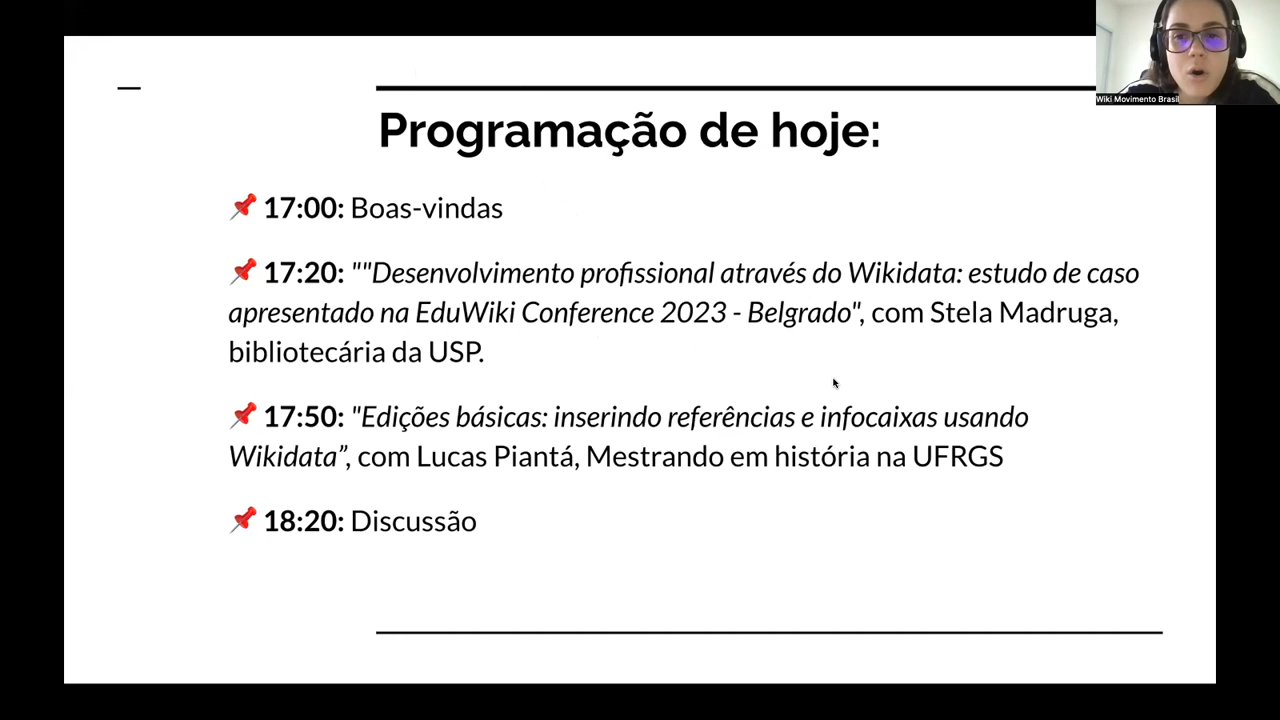 Wiki Movimento Brasil
Programação de hoje:
📌 17:00: Boas-vindas
📌 17:20: ""Desenvolvimento profissional através do Wikidata: estudo de caso
apresentado na EduWiki Conference 2023 - Belgrado", com Stela Madruga,
bibliotecária da USP.
📌 17:50: "Edições básicas: inserindo referências e infocaixas usando
Wikidata”, com Lucas Piantá, Mestrando em história na UFRGS
📌 18:20: Discussão